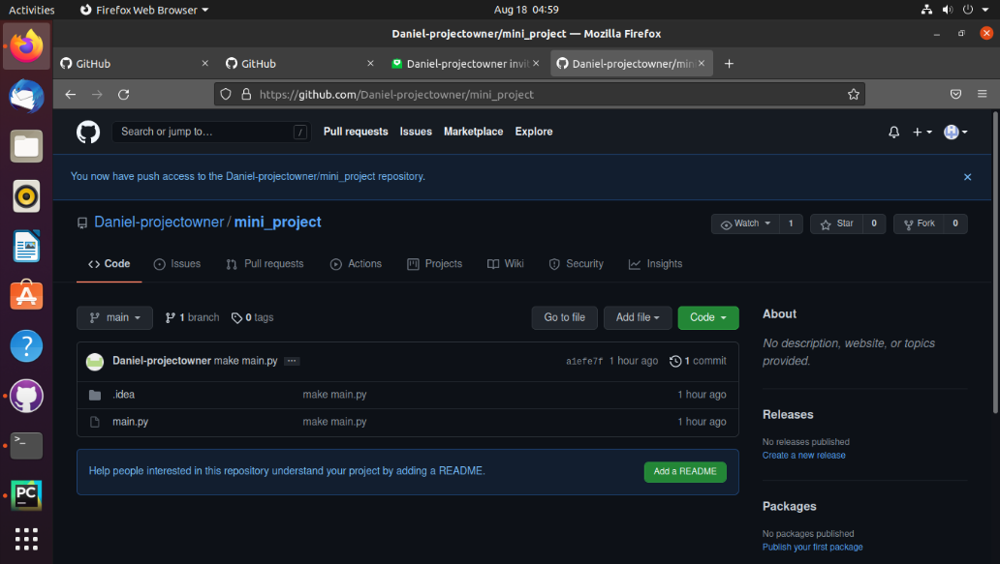 Activities Firefox Web Browser Aug 18 04:59
Daniel-projectowner/mini_project — Mozilla Firefox
GitHub GitHub Daniel-projectowner invi Daniel-projectowner/mini
https://github.com/Daniel-projectowner/mini_project
Search or jump to… / Pull requests Issues Marketplace Explore
You now have push access to the Daniel-projectowner/mini_project repository.
Daniel-projectowner / mini_project Watch 1 Star 0 Fork 0
Code Issues Pull requests Actions Projects Wiki Security Insights
main 1 branch 0 tags Go to file Add file Code
Daniel-projectowner make main.py ... a1efe7f 1 hour ago 1 commit
.idea make main.py 1 hour ago
main.py make main.py 1 hour ago
Help people interested in this repository understand your project by adding a README. Add a README
About
No description, website, or topics
provided.
Releases
No releases published
Create a new release
Packages
No packages published
Publish your first package
>_
PC
?